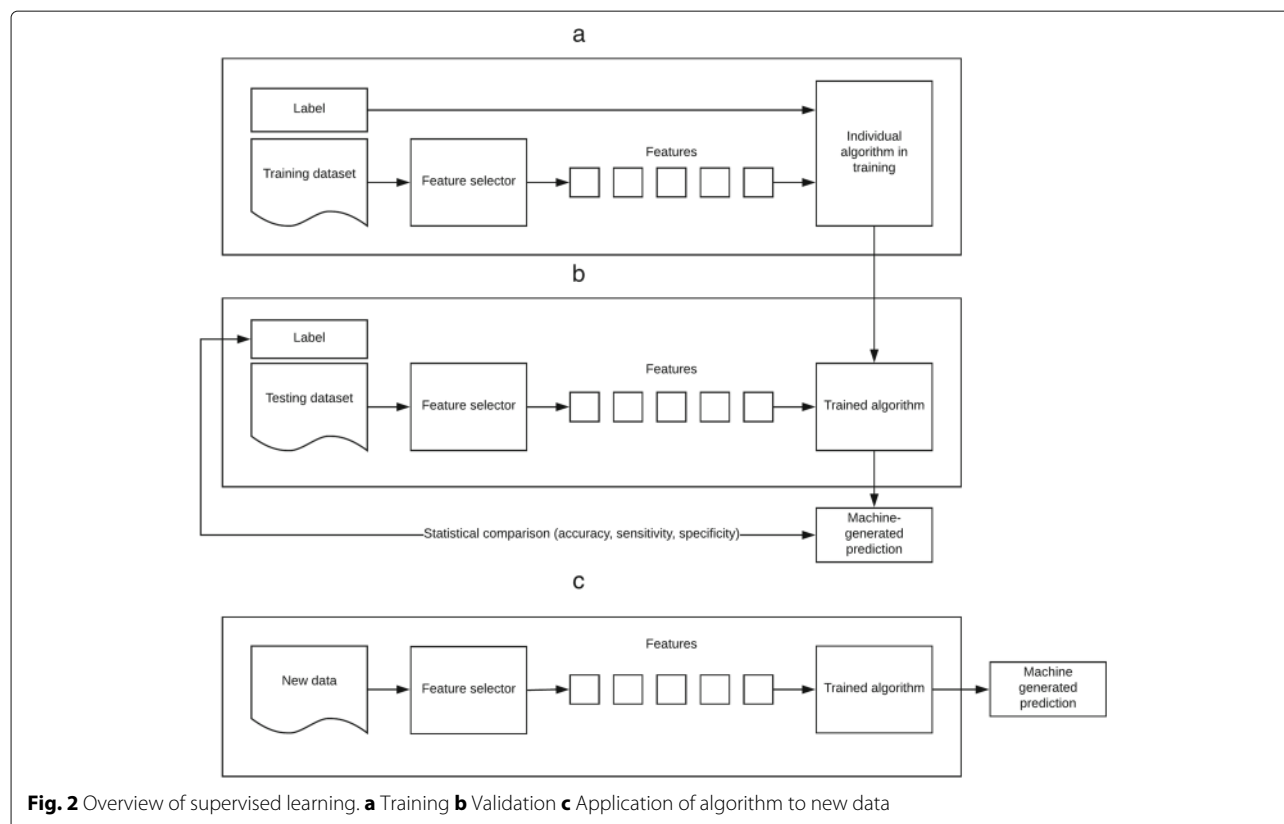 a
Label
Training dataset
Feature selector
Features
Individual
algorithm in
training
b
Label
Testing dataset
Feature selector
Features
Trained algorithm
Statistical comparison (accuracy, sensitivity, specificity)
Machine-
generated
prediction
c
New data
Feature selector
Features
Trained algorithm
Machine
generated
prediction
Fig. 2 Overview of supervised learning. a Training b Validation c Application of algorithm to new data